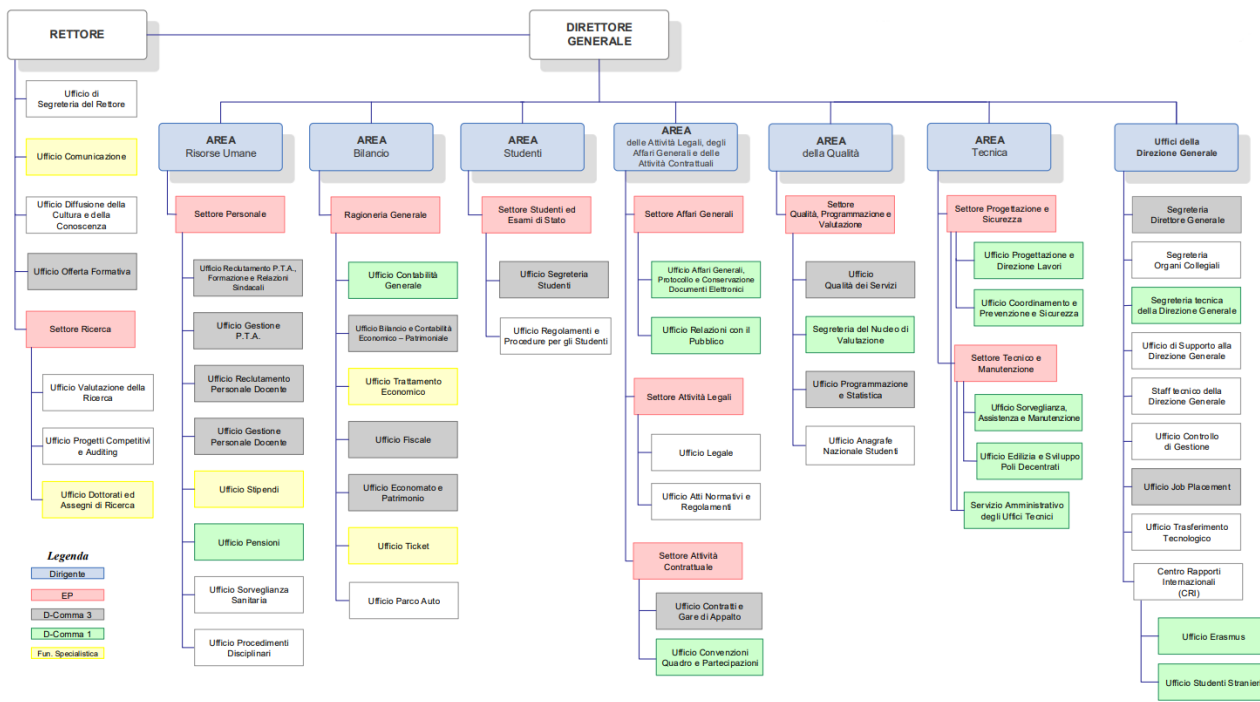 RETTORE
DIRETTORE
GENERALE
Ufficio di
Segreteria del Rettore
Ufficio Comunicazione
Ufficio Diffusione della
Cultura e della
Conoscenza
Ufficio Offerta Formativa
Settore Ricerca
Ufficio Valutazione della
Ricerca
Ufficio Progetti Competitivi
e Auditing
Ufficio Dottorati ed
Assegni di Ricerca
Legenda
Dirigente
EP
D-Comma 3
D-Comma 1
Fun. Specialistica
AREA
Risorse Umane
Settore Personale
Ufficio Reclutamento P.T.A.,
Formazione e Relazioni
Sindacali
Ufficio Gestione
P.T.A.
Ufficio Reclutamento
Personale Docente
Ufficio Gestione
Personale Docente
Ufficio Stipendi
Ufficio Pensioni
Ufficio Sorveglianza
Sanitaria
Ufficio Procedimenti
Disciplinari
AREA
Bilancio
Ragioneria Generale
Ufficio Contabilità
Generale
Ufficio Bilancio e Contabilità
Economico – Patrimoniale
Ufficio Trattamento
Economico
Ufficio Fiscale
Ufficio Economato e
Patrimonio
Ufficio Ticket
Ufficio Parco Auto
AREA
Studenti
Settore Studenti ed
Esami di Stato
Ufficio Segreteria
Studenti
Ufficio Regolamenti e
Procedure per gli Studenti
AREA
delle Attività Legali, degli
Affari Generali e delle
Attività Contrattuali
Settore Affari Generali
Ufficio Affari Generali,
Protocollo e Conservazione
Documenti Elettronici
Ufficio Relazioni con il
Pubblico
Settore Attività Legali
Ufficio Legale
Ufficio Atti Normativi e
Regolamenti
Settore Attività
Contrattuale
Ufficio Contratti e
Gare di Appalto
Ufficio Convenzioni
Quadro e Partecipazioni
AREA
della Qualità
Settore
Qualità, Programmazione e
Valutazione
Ufficio
Qualità dei Servizi
Segreteria del Nucleo di
Valutazione
Ufficio Programmazione
e Statistica
Ufficio Anagrafe
Nazionale Studenti
AREA
Tecnica
Settore Progettazione e
Sicurezza
Ufficio Progettazione e
Direzione Lavori
Ufficio Coordinamento e
Prevenzione e Sicurezza
Settore Tecnico e
Manutenzione
Ufficio Sorveglianza,
Assistenza e Manutenzione
Ufficio Edilizia e Sviluppo
Poli Decentrati
Servizio Amministrativo
degli Uffici Tecnici
Uffici della
Direzione Generale
Segreteria
Direttore Generale
Segreteria
Organi Collegiali
Segreteria tecnica
della Direzione Generale
Ufficio di Supporto alla
Direzione Generale
Staff tecnico della
Direzione Generale
Ufficio Controllo
di Gestione
Ufficio Job Placement
Ufficio Trasferimento
Tecnologico
Centro Rapporti
Internazionali
(CRI)
Ufficio Erasmus
Ufficio Studenti Stranieri